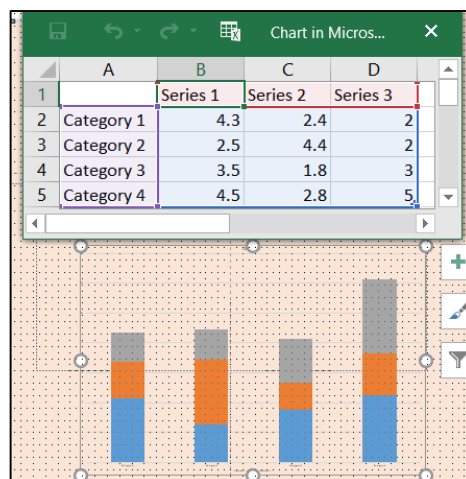 Chart in Micros...
A B C D
1 Series 1 Series 2 Series 3
2 Category 1 4.3 2.4 2
3 Category 2 2.5 4.4 2
4 Category 3 3.5 1.8 3
5 Category 4 4.5 2.8 5